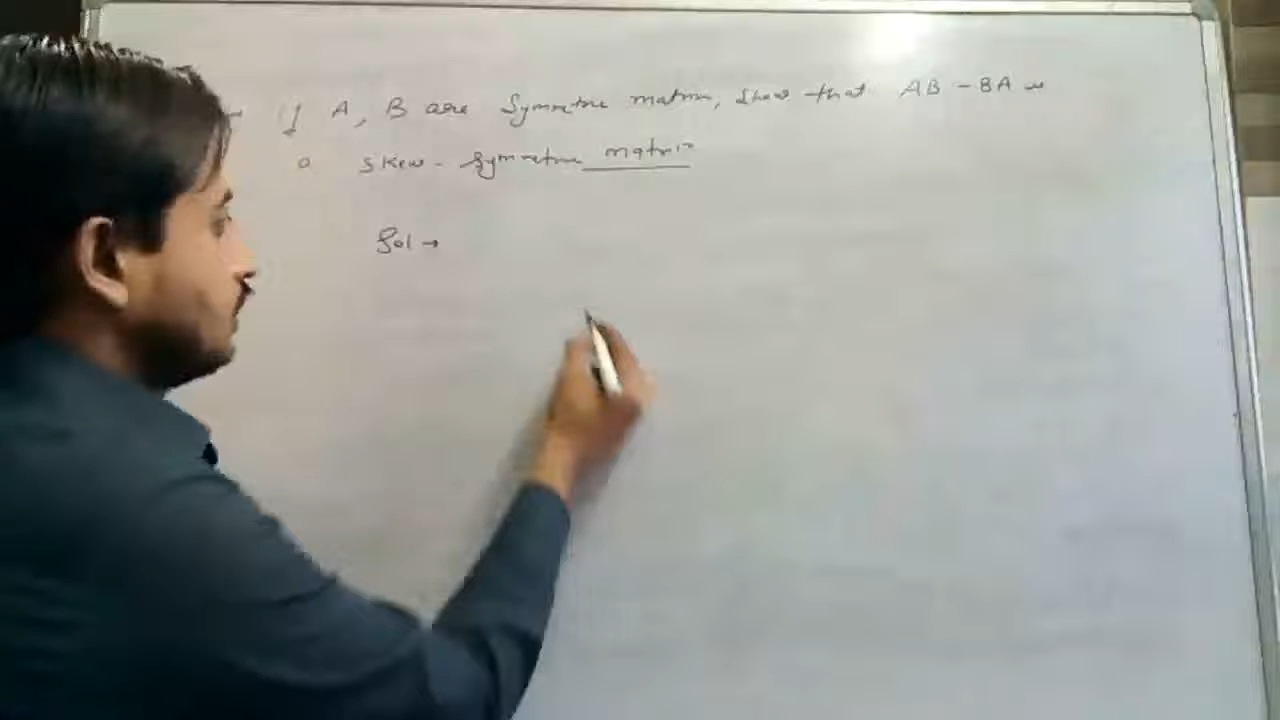 If A, B are Symmetric matrix, show that AB - BA is
a Skew - Symmetric matrix
Sol →